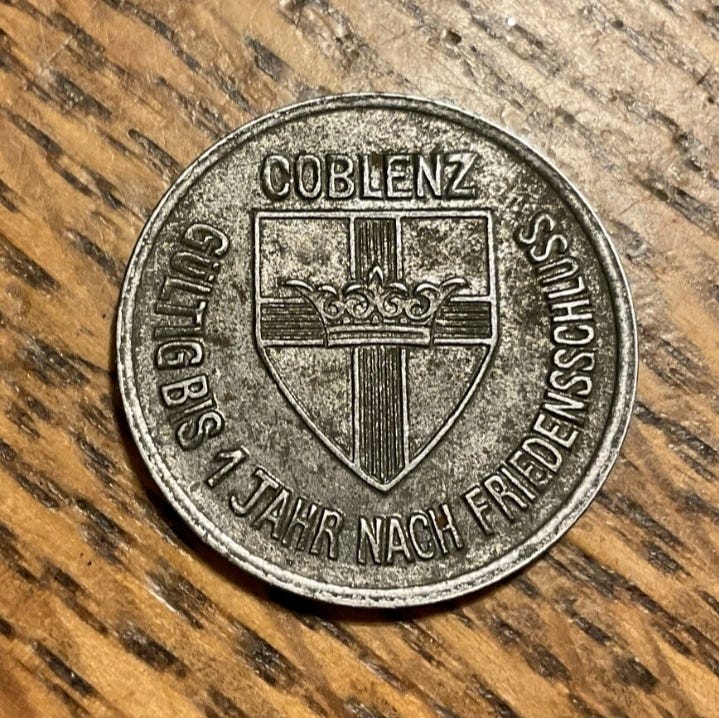 COBLENZ
GÜLTIG BIS 1 JAHR NACH FRIEDENSSCHLUSS